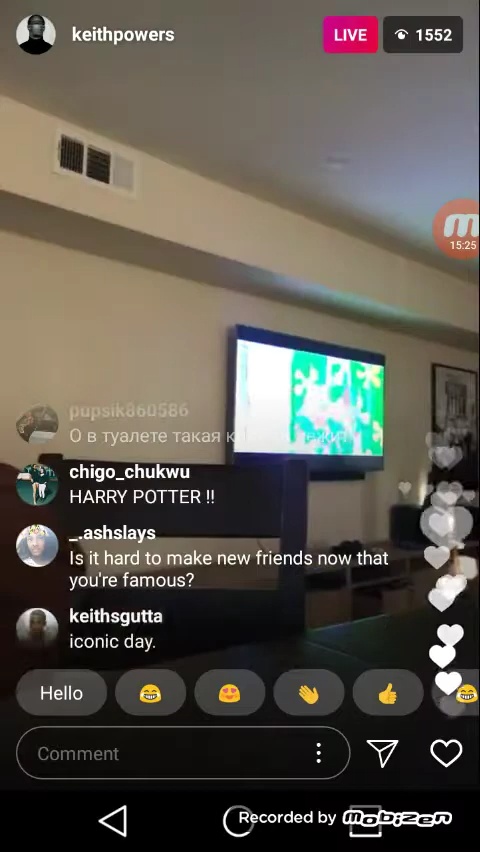 keithpowers
LIVE
1552
15:25
pupsik860586
О в туалете такая
chigo_chukwu
HARRY POTTER !!
_.ashslays
Is it hard to make new friends now that
you're famous?
keithsgutta
iconic day.
Hello
Comment
Recorded by Mobizen